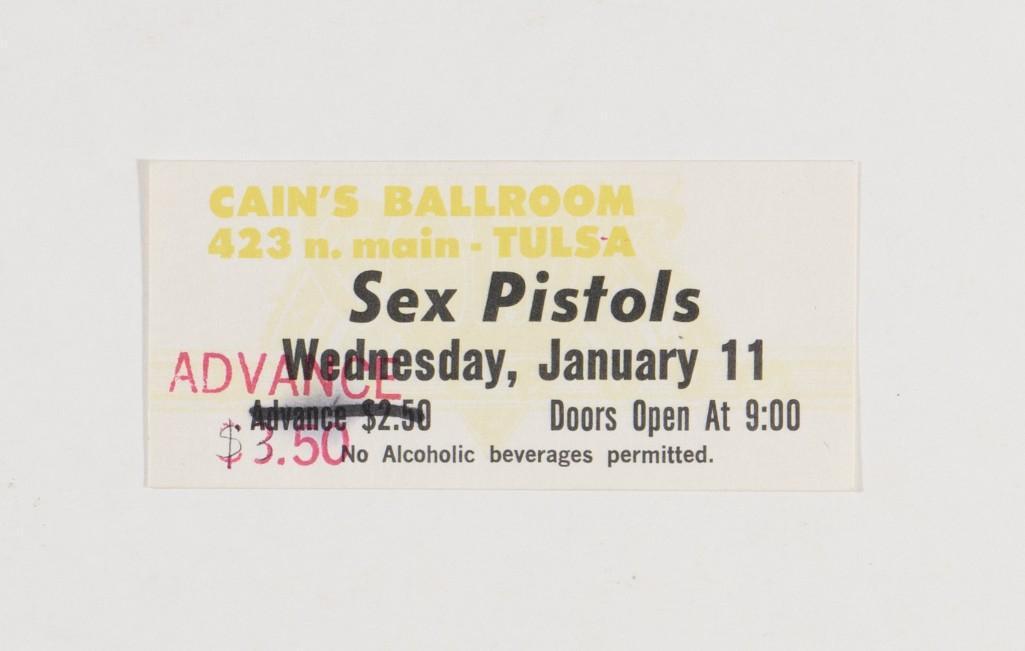 CAIN'S BALLROOM
423 n. main - TULSA
Sex Pistols
Wednesday, January 11
ADVANCE
Advance $2.50 Doors Open At 9:00
$3.50
No Alcoholic beverages permitted.